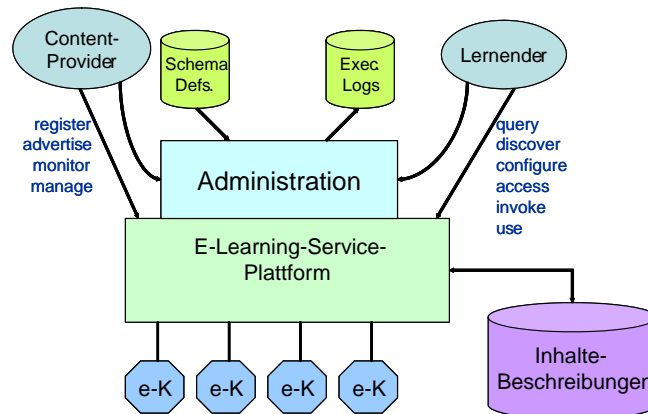 Content-
Provider
Schema
Defs.
Exec.
Logs
Lernender
register
advertise
monitor
manage
query
discover
configure
access
invoke
use
Administration
E-Learning-Service-
Plattform
Inhalte-
Beschreibungen
e-K
e-K
e-K
e-K